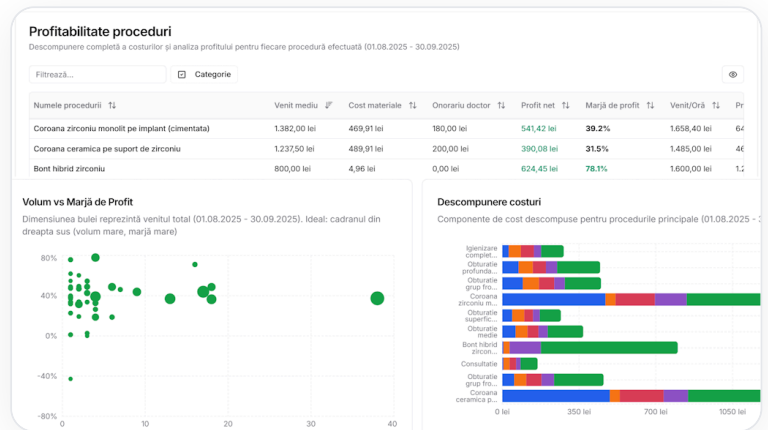 Profitabilitate proceduri
Descompunere completă a costurilor și analiza profitului pentru fiecare procedură efectuată (01.08.2025 - 30.09.2025)
Filtrează...
Categorie
Numele procedurii Venit mediu Cost materiale Onorariu doctor Profit net Marjă de profit Venit/Oră Pr
Coroana zirconiu monolit pe implant (cimentata) 1.382,00 lei 469,91 lei 180,00 lei 541,42 lei 39.2% 1.658,40 lei 64
Coroana ceramica pe suport de zirconiu 1.237,50 lei 489,91 lei 200,00 lei 390,08 lei 31.5% 1.485,00 lei 46
Bont hibrid zirconiu 800,00 lei 4,96 lei 0,00 lei 624,45 lei 78.1% 1.600,00 lei 1.2
Volum vs Marjă de Profit
Dimensiunea bulei reprezintă venitul total (01.08.2025 - 30.09.2025). Ideal: cadranul din
dreapta sus (volum mare, marjă mare)
80%
40%
0%
-40%
-80%
0 10 20 30 40
Descompunere costuri
Componente de cost descompuse pentru procedurile principale (01.08.2025 -
Igienizare
complet...
Obturatie
profunda...
Obturatie
grup fro...
Coroana
zirconiu m...
Obturatie
superfic...
Obturatie
medie
Bont hibrid
zircon...
Consultatie
Obturatie
grup fro...
Coroana
ceramica p...
0 lei 350 lei 700 lei 1050 lei